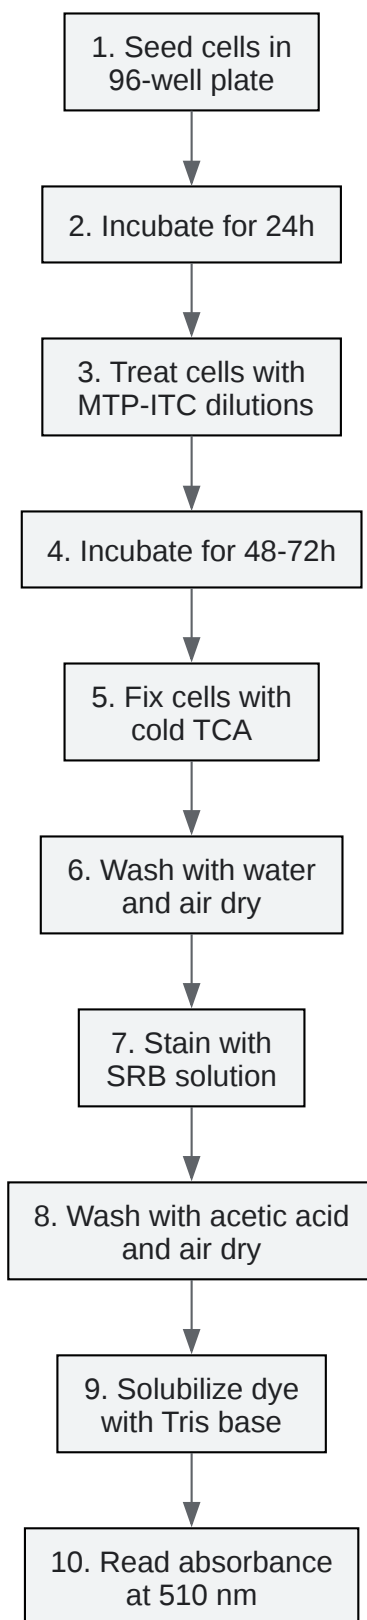 1. Seed cells in
96-well plate
2. Incubate for 24h
3. Treat cells with
MTP-ITC dilutions
4. Incubate for 48-72h
5. Fix cells with
cold TCA
6. Wash with water
and air dry
7. Stain with
SRB solution
8. Wash with acetic acid
and air dry
9. Solubilize dye
with Tris base
10. Read absorbance
at 510 nm